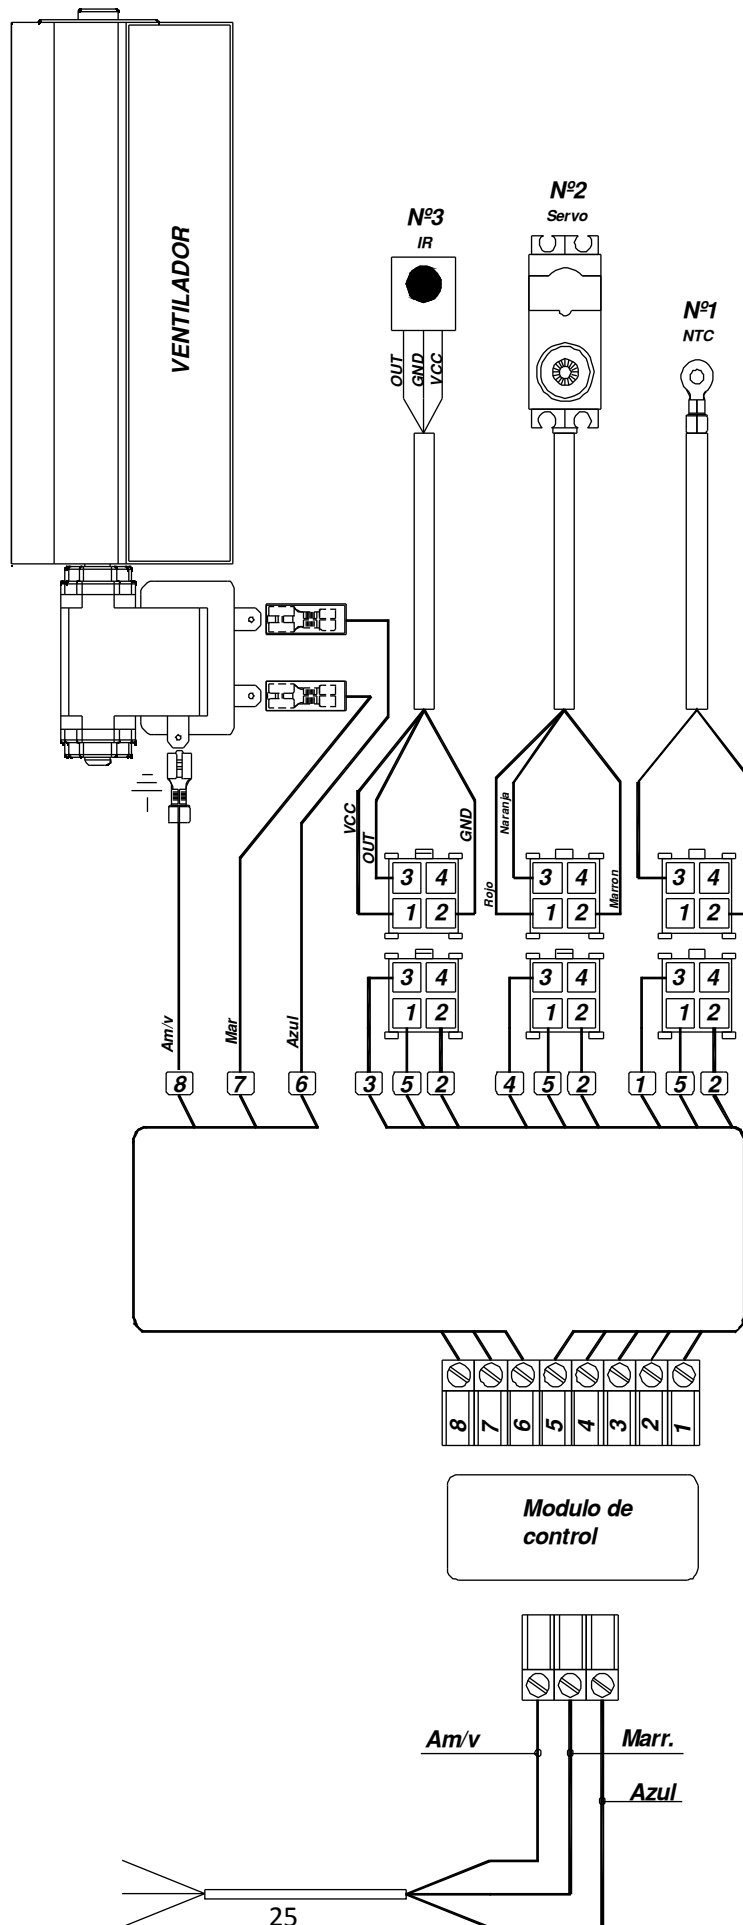 Nº2
Servo
Nº3
IR
VENTILADOR
Nº1
NTC
OUT
GND
VCC
VCC
OUT
GND
Naranja
Rojo
Marron
3 4
1 2
3 4
1 2
3 4
1 2
3 4
1 2
3 4
1 2
3 4
1 2
Am/v
Mar
Azul
8 7 6 3 5 2 4 5 2 1 5 2
8 7 6 5 4 3 2 1
Modulo de
control
Am/v
Marr.
Azul
25